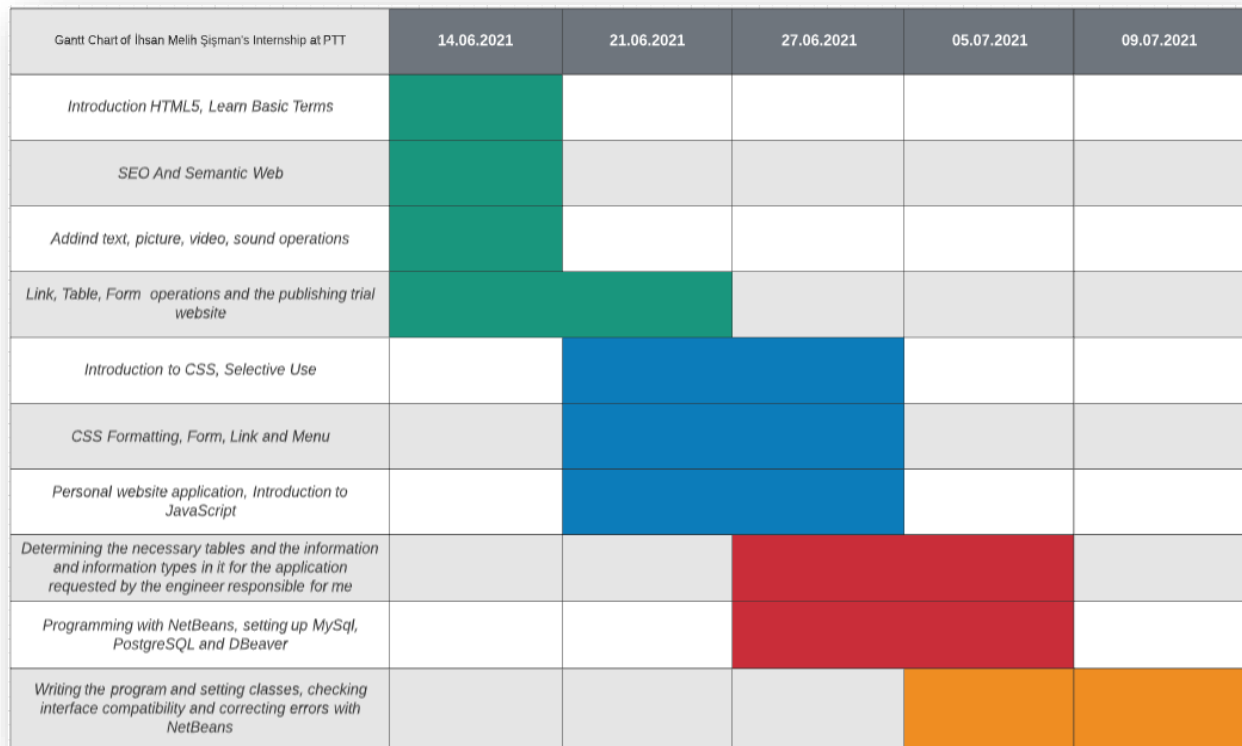 Gantt Chart of İhsan Melih Şişman's Internship at PTT
14.06.2021
21.06.2021
27.06.2021
05.07.2021
09.07.2021
Introduction HTML5, Learn Basic Terms
SEO And Semantic Web
Addind text, picture, video, sound operations
Link, Table, Form operations and the publishing trial
website
Introduction to CSS, Selective Use
CSS Formatting, Form, Link and Menu
Personal website application, Introduction to
JavaScript
Determining the necessary tables and the information
and information types in it for the application
requested by the engineer responsible for me
Programming with NetBeans, setting up MySql,
PostgreSQL and DBeaver
Writing the program and setting classes, checking
interface compatibility and correcting errors with
NetBeans